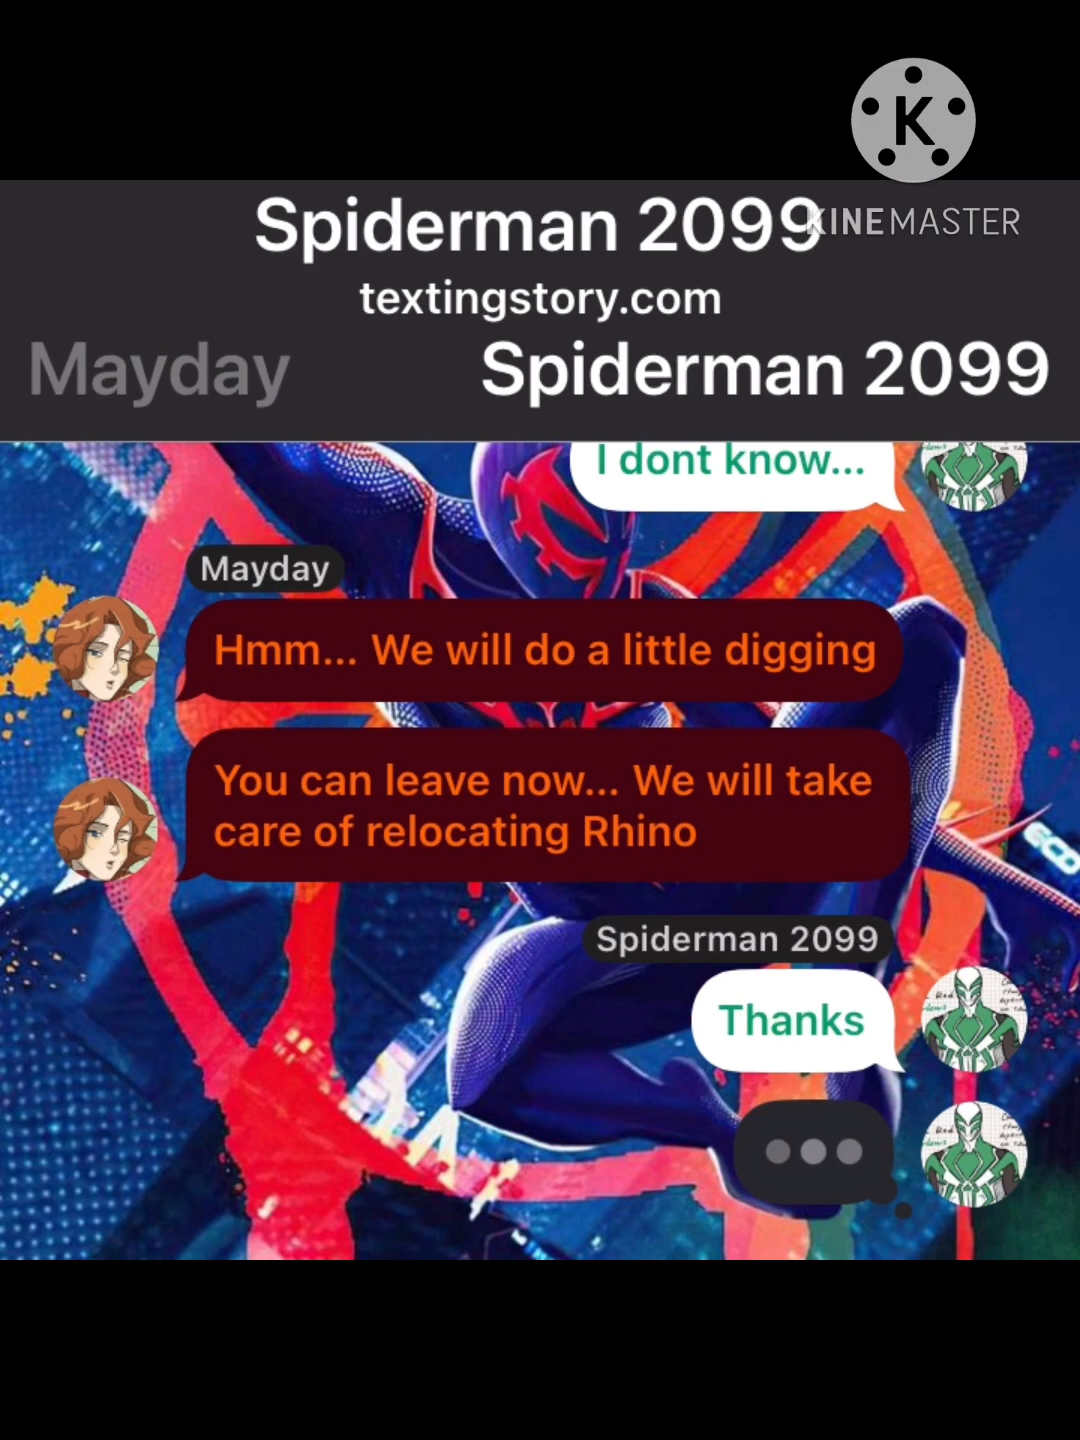 K
KINEMASTER
Spiderman 2099
textingstory.com
Mayday
Spiderman 2099
I dont know...
Mayday
Hmm... We will do a little digging
You can leave now... We will take
care of relocating Rhino
Spiderman 2099
Thanks